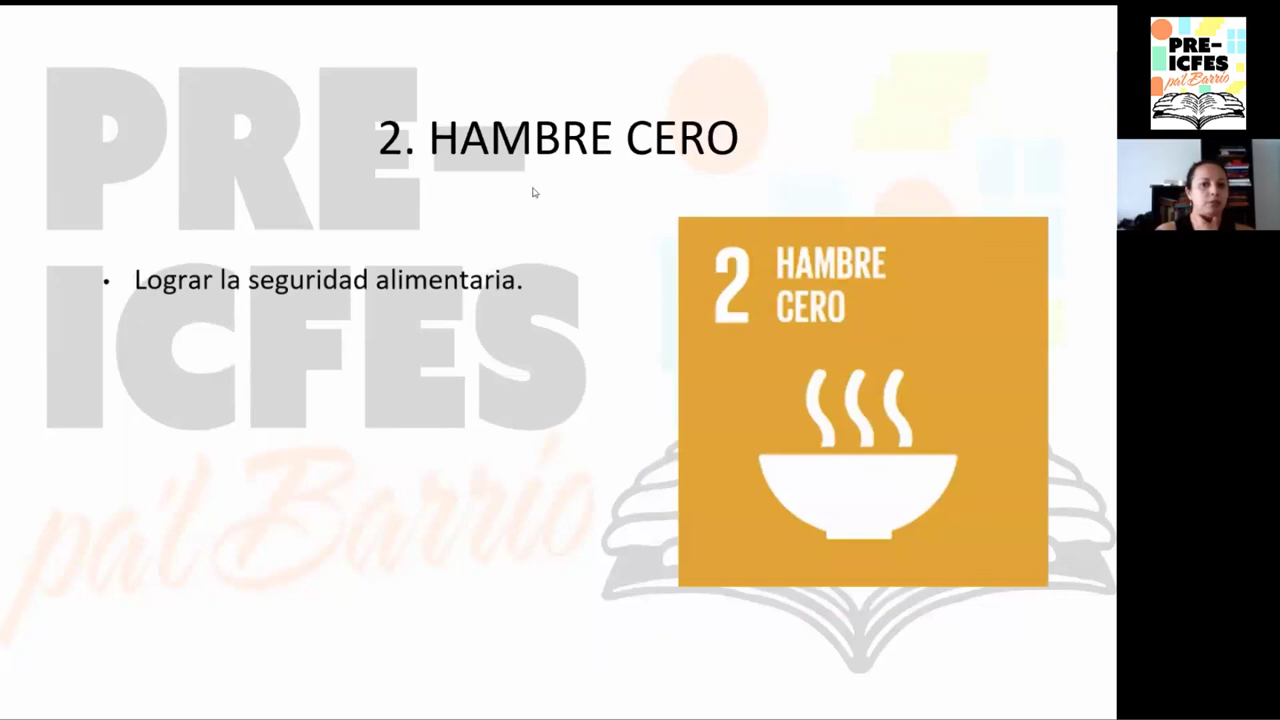 2. HAMBRE CERO
• Lograr la seguridad alimentaria.
2 HAMBRE
CERO
PRE-
ICFES
pa'l Barrio
PRE-
ICFES
pa'l Barrio